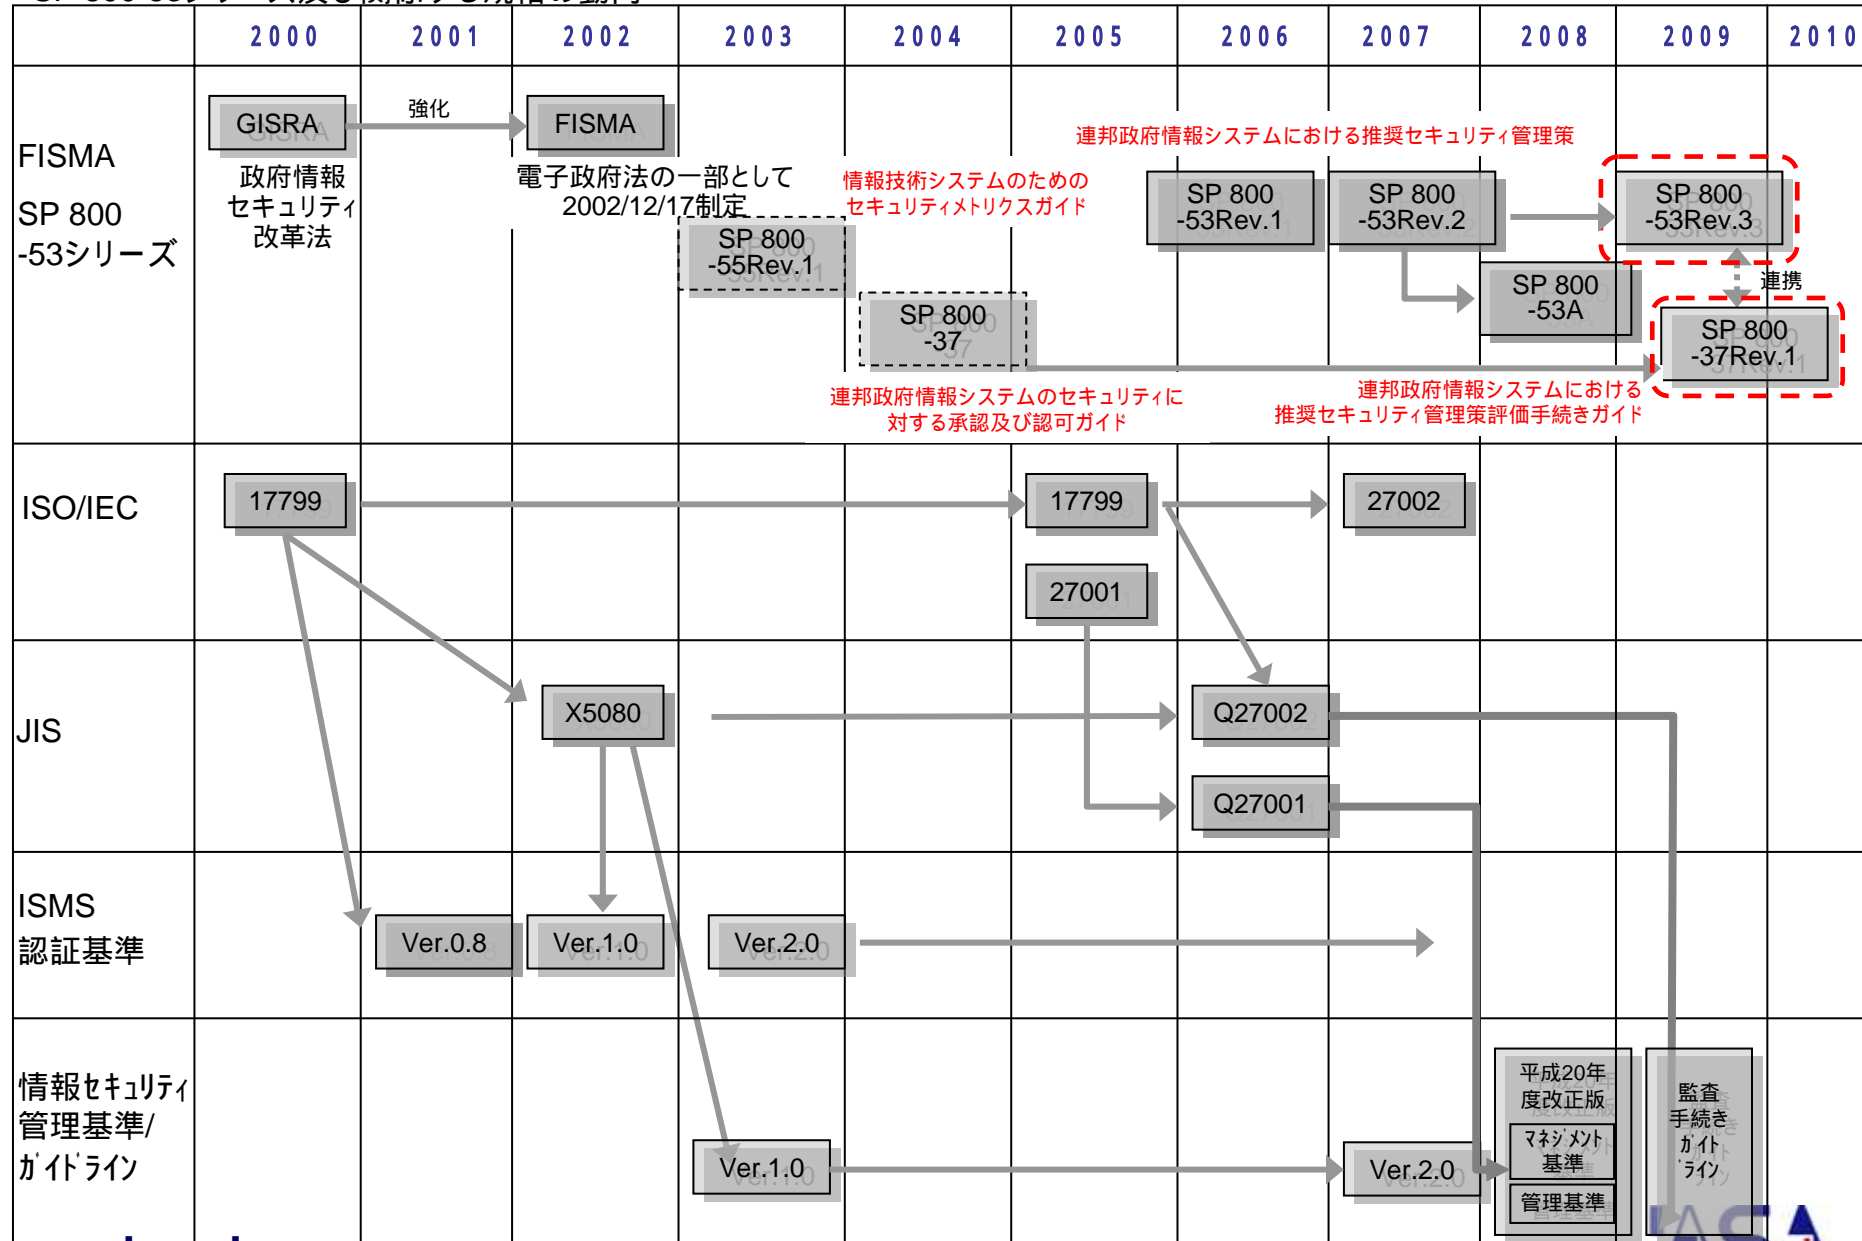 2000 2001 2002 2003 2004 2005 2006 2007 2008 2009 2010
FISMA
SP 800
-53シリーズ
GISRA
強化
FISMA
政府情報
セキュリティ
改革法
電子政府法の一部として
2002/12/17制定
SP 800
-55Rev.1
情報技術システムのための
セキュリティメトリクスガイド
SP 800
-37
連邦政府情報システムのセキュリティに
対する承認及び認可ガイド
連邦政府情報システムにおける推奨セキュリティ管理策
SP 800
-53Rev.1
SP 800
-53Rev.2
SP 800
-53Rev.3
SP 800
-53A
連携
SP 800
-37Rev.1
連邦政府情報システムにおける
推奨セキュリティ管理策評価手続きガイド
ISO/IEC
17799
17799
27002
27001
JIS
X5080
Q27002
Q27001
ISMS
認証基準
Ver.0.8
Ver.1.0
Ver.2.0
情報セキュリティ
管理基準/
ガイドライン
Ver.1.0
Ver.2.0
平成20年
度改正版
マネジメント
基準
管理基準
監査
手続き
ガイド
ライン